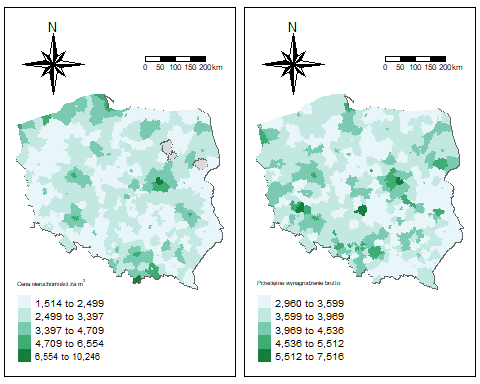 N
0 50 100 150 200 km
Cena nieruchomości za m²
1,514 to 2,499
2,499 to 3,397
3,397 to 4,709
4,709 to 6,554
6,554 to 10,246
N
0 50 100 150 200 km
Przeciętne wynagrodzenie brutto
2,960 to 3,599
3,599 to 3,969
3,969 to 4,536
4,536 to 5,512
5,512 to 7,516